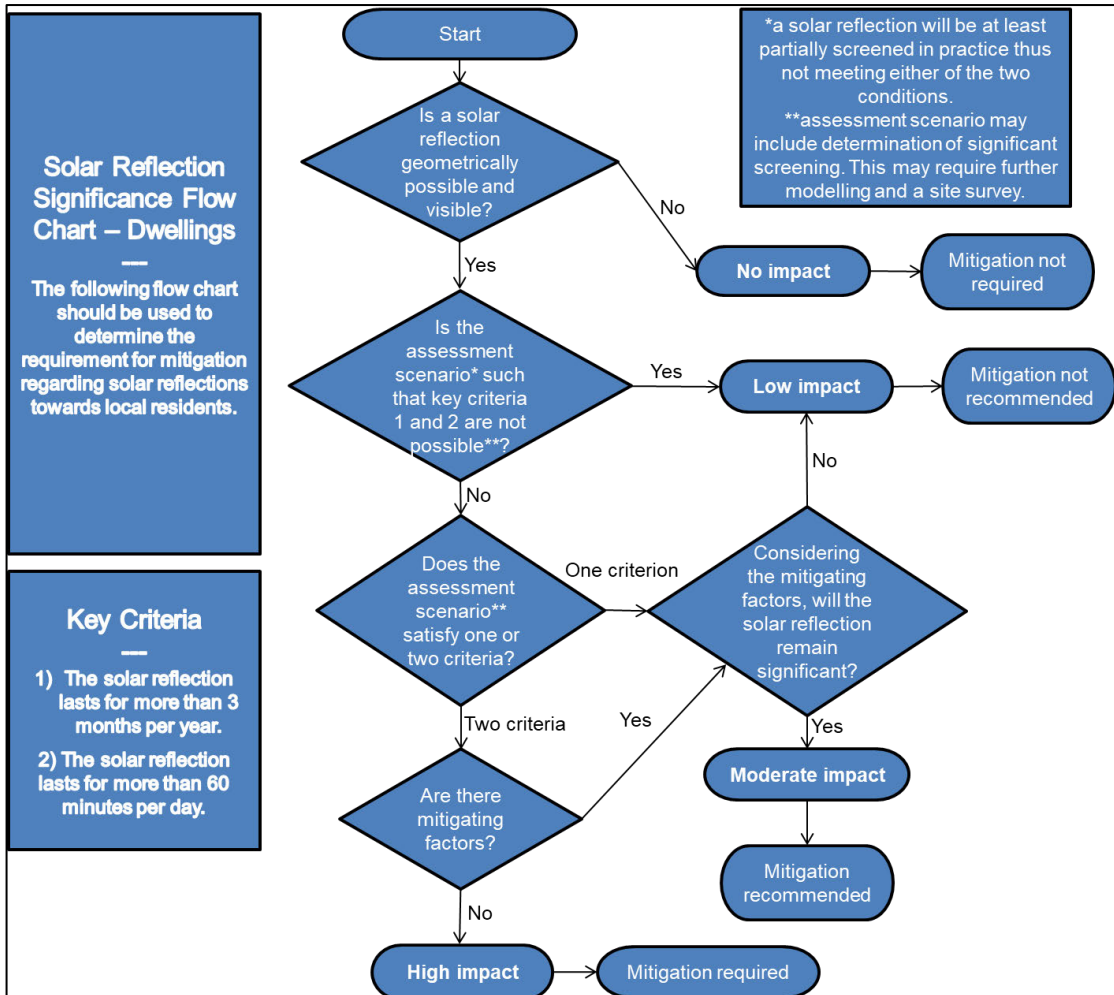 Solar Reflection
Significance Flow
Chart – Dwellings
---
The following flow chart
should be used to
determine the
requirement for mitigation
regarding solar reflections
towards local residents.
Key Criteria
---
1) The solar reflection
lasts for more than 3
months per year.
2) The solar reflection
lasts for more than 60
minutes per day.
*a solar reflection will be at least
partially screened in practice thus
not meeting either of the two
conditions.
**assessment scenario may
include determination of significant
screening. This may require further
modelling and a site survey.
Start
Is a solar
reflection
geometrically
possible and
visible?
No
No impact
Mitigation not
required
Yes
Is the
assessment
scenario* such
that key criteria
1 and 2 are not
possible**?
Yes
Low impact
Mitigation not
recommended
No
Does the
assessment
scenario**
satisfy one or
two criteria?
One criterion
Considering
the mitigating
factors, will the
solar reflection
remain
significant?
No
Yes
Moderate impact
Mitigation
recommended
Two criteria
Are there
mitigating
factors?
Yes
No
High impact
Mitigation required